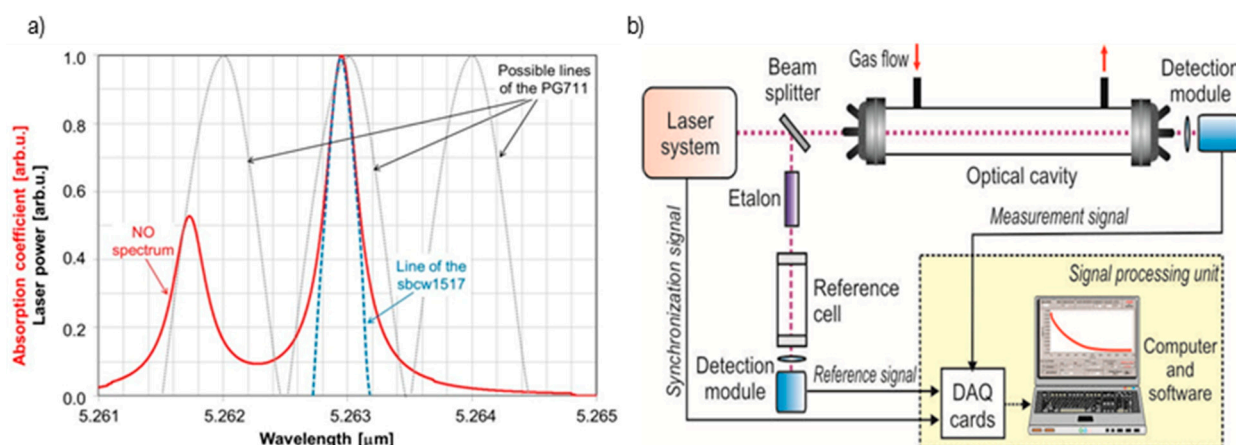 a)
Absorption coefficient [arb.u.]
Laser power [arb.u.]
1.0
0.8
0.6
0.4
0.2
0.0
Possible lines
of the PG711
NO
spectrum
Line of the
sbcw1517
5.261
5.262
5.263
5.264
5.265
Wavelength [μm]
b)
Gas flow
Beam
splitter
Detection
module
Laser
system
Optical cavity
Etalon
Measurement signal
Synchronization signal
Signal processing unit
Reference
cell
Computer
and
software
Detection
module
Reference signal
DAQ
cards